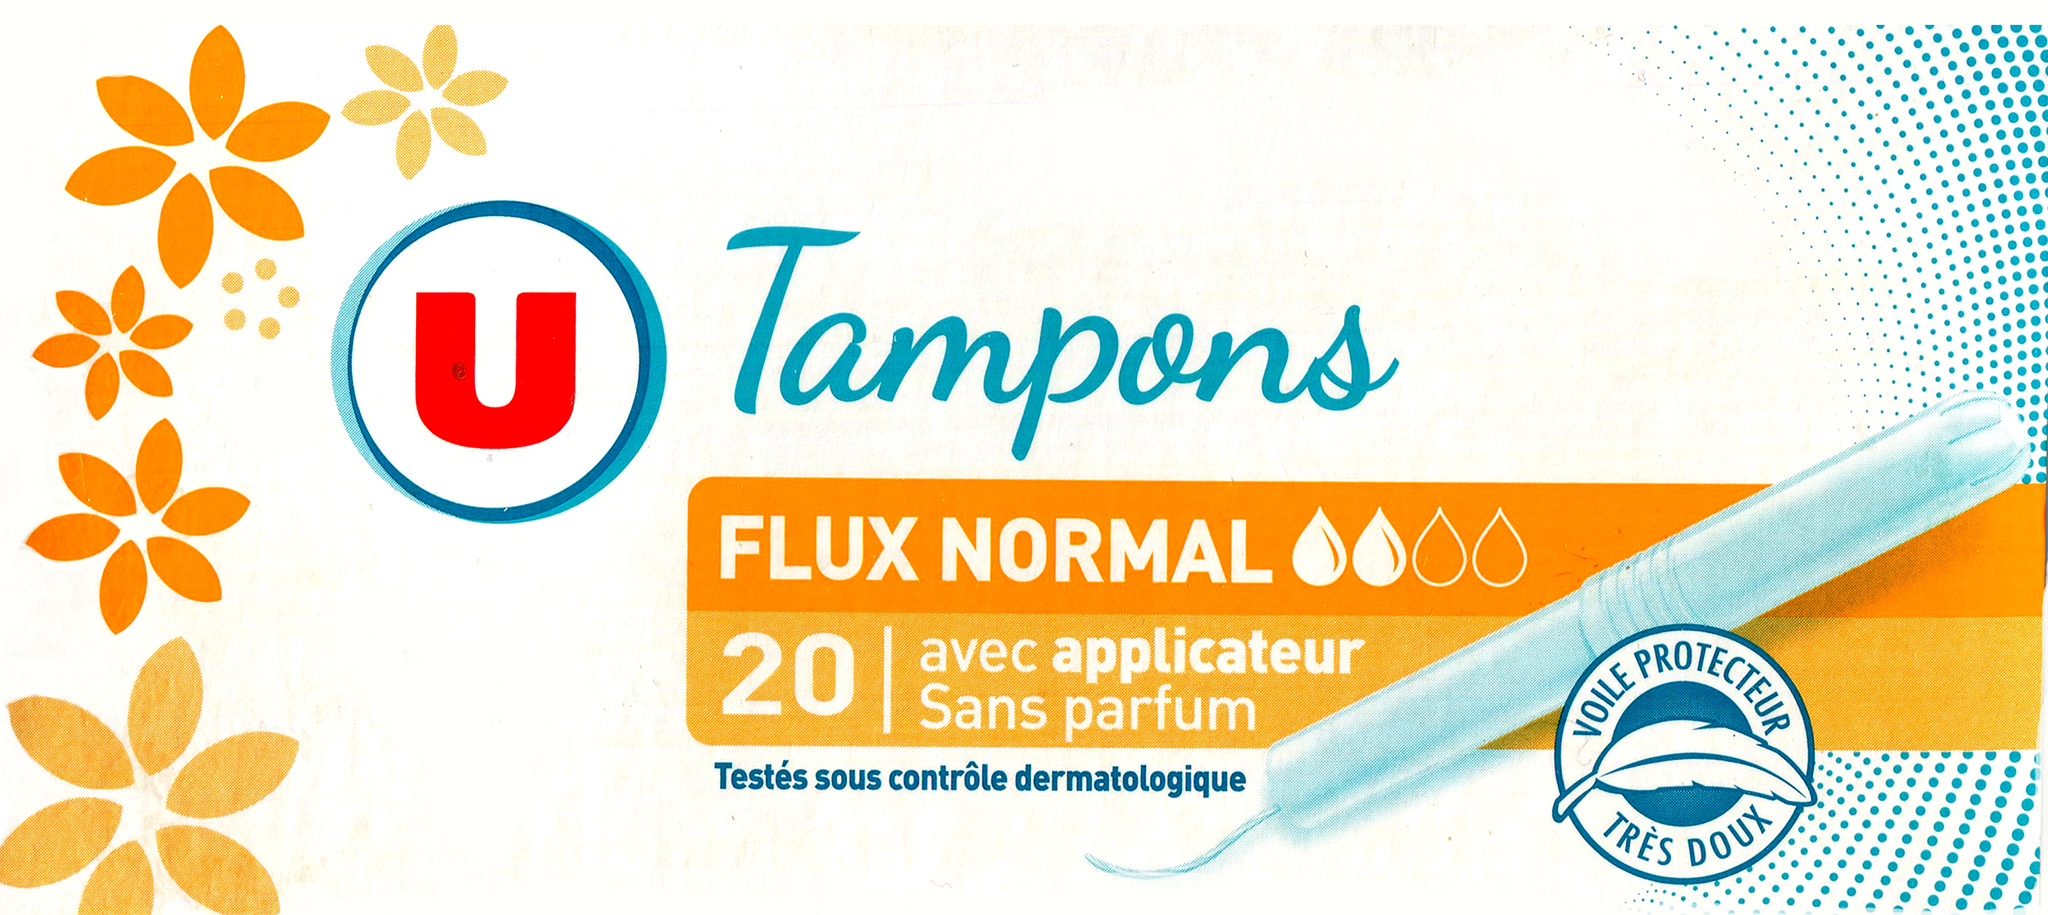 U
Tampons
FLUX NORMAL
20
avec applicateur
Sans parfum
Testés sous contrôle dermatologique
VOILE PROTECTEUR
TRÈS DOUX